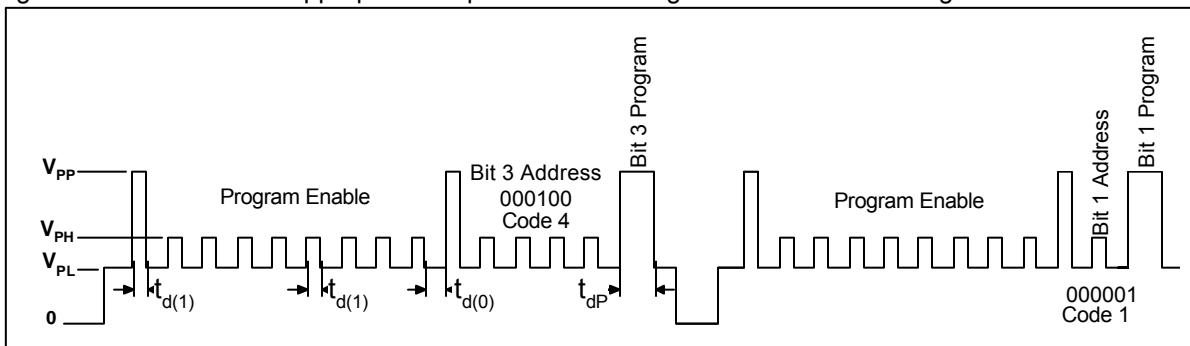 Bit 3 Program
Bit 1 Address
Bit 1 Program
V_PP
Program Enable
Bit 3 Address
000100
Code 4
Program Enable
V_PH
V_PL
t_d(1)
t_d(1)
t_d(0)
t_dP
000001
Code 1
0